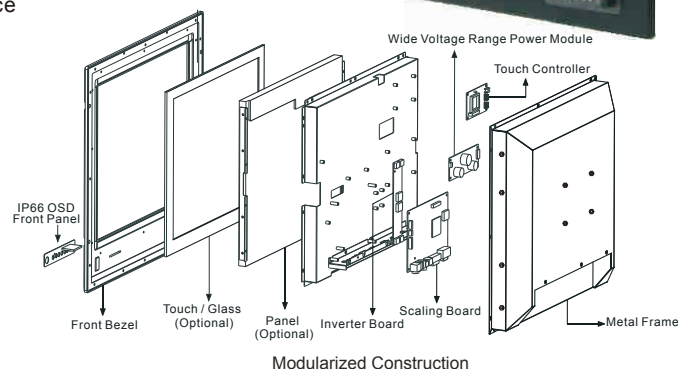 ce
Wide Voltage Range Power Module
Touch Controller
IP66 OSD
Front Panel
Front Bezel
Touch / Glass
(Optional)
Panel
(Optional)
Inverter Board
Scaling Board
Metal Frame
Modularized Construction